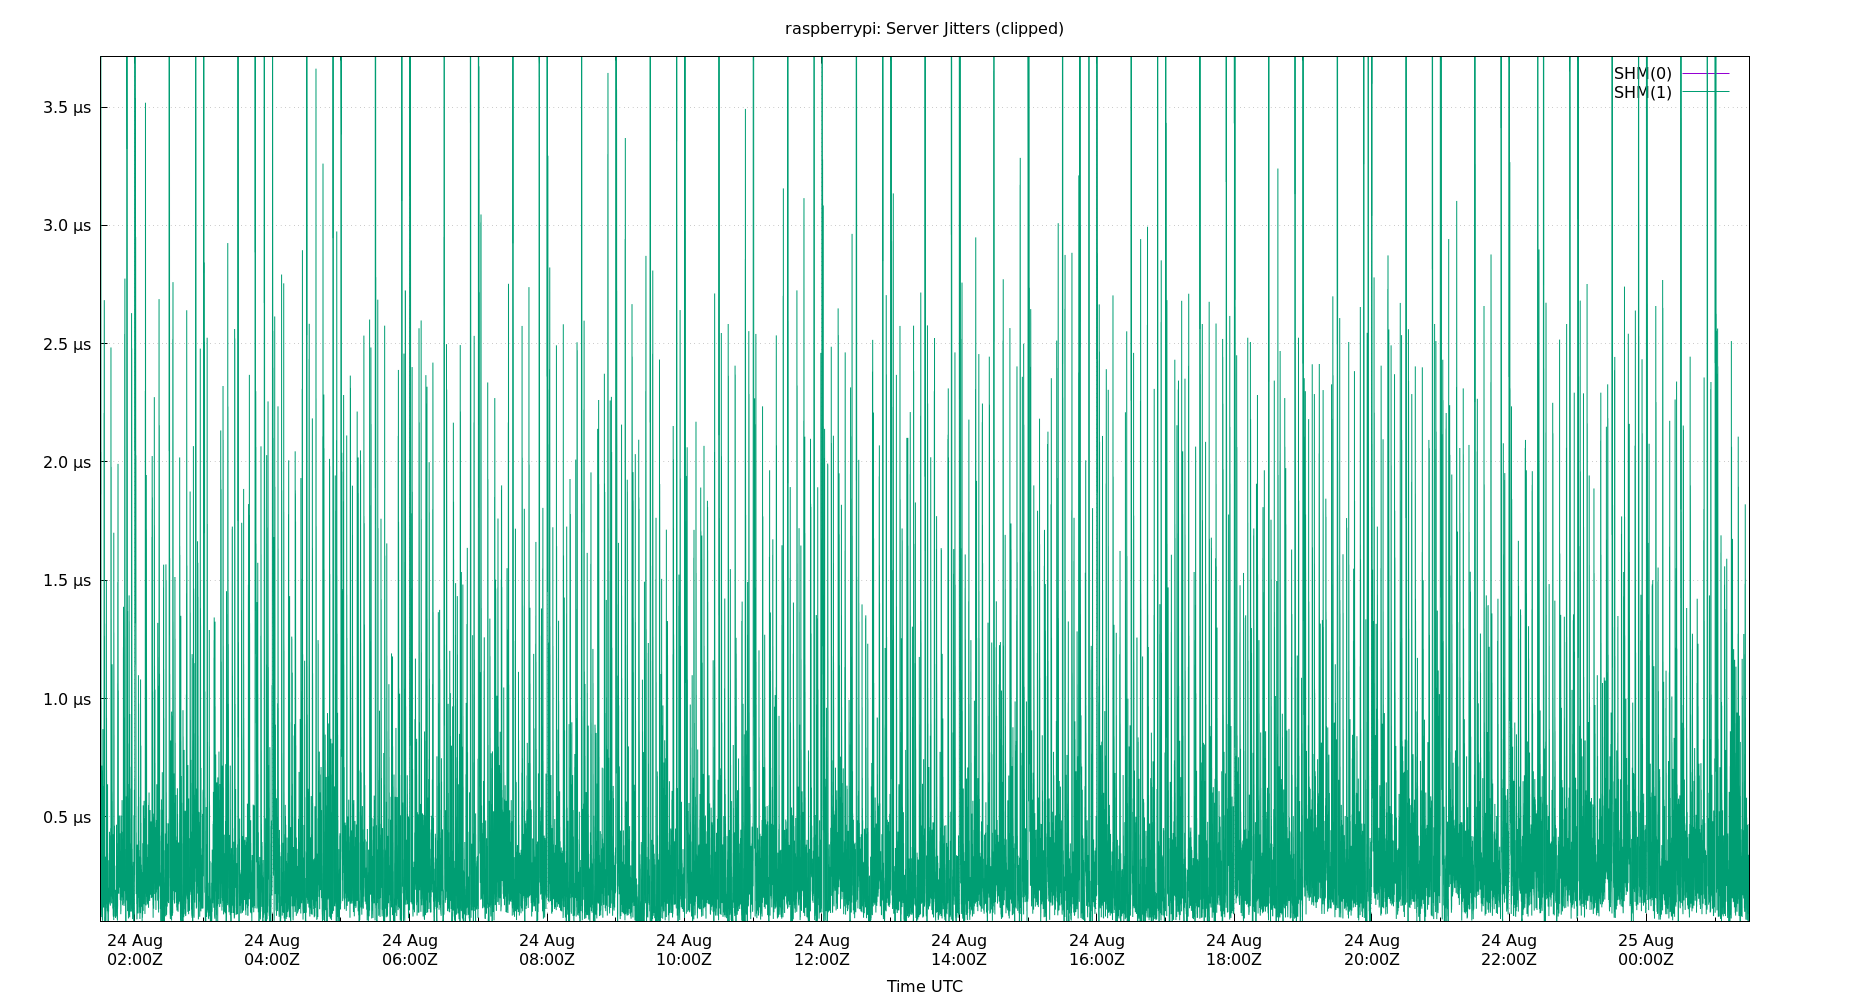 raspberrypi: Server Jitters (clipped)
SHM(0)
SHM(1)
3.5 μs
3.0 μs
2.5 μs
2.0 μs
1.5 μs
1.0 μs
0.5 μs
24 Aug 24 Aug 24 Aug 24 Aug 24 Aug 24 Aug 24 Aug 24 Aug 24 Aug 24 Aug 24 Aug 25 Aug
02:00Z 04:00Z 06:00Z 08:00Z 10:00Z 12:00Z 14:00Z 16:00Z 18:00Z 20:00Z 22:00Z 00:00Z
Time UTC